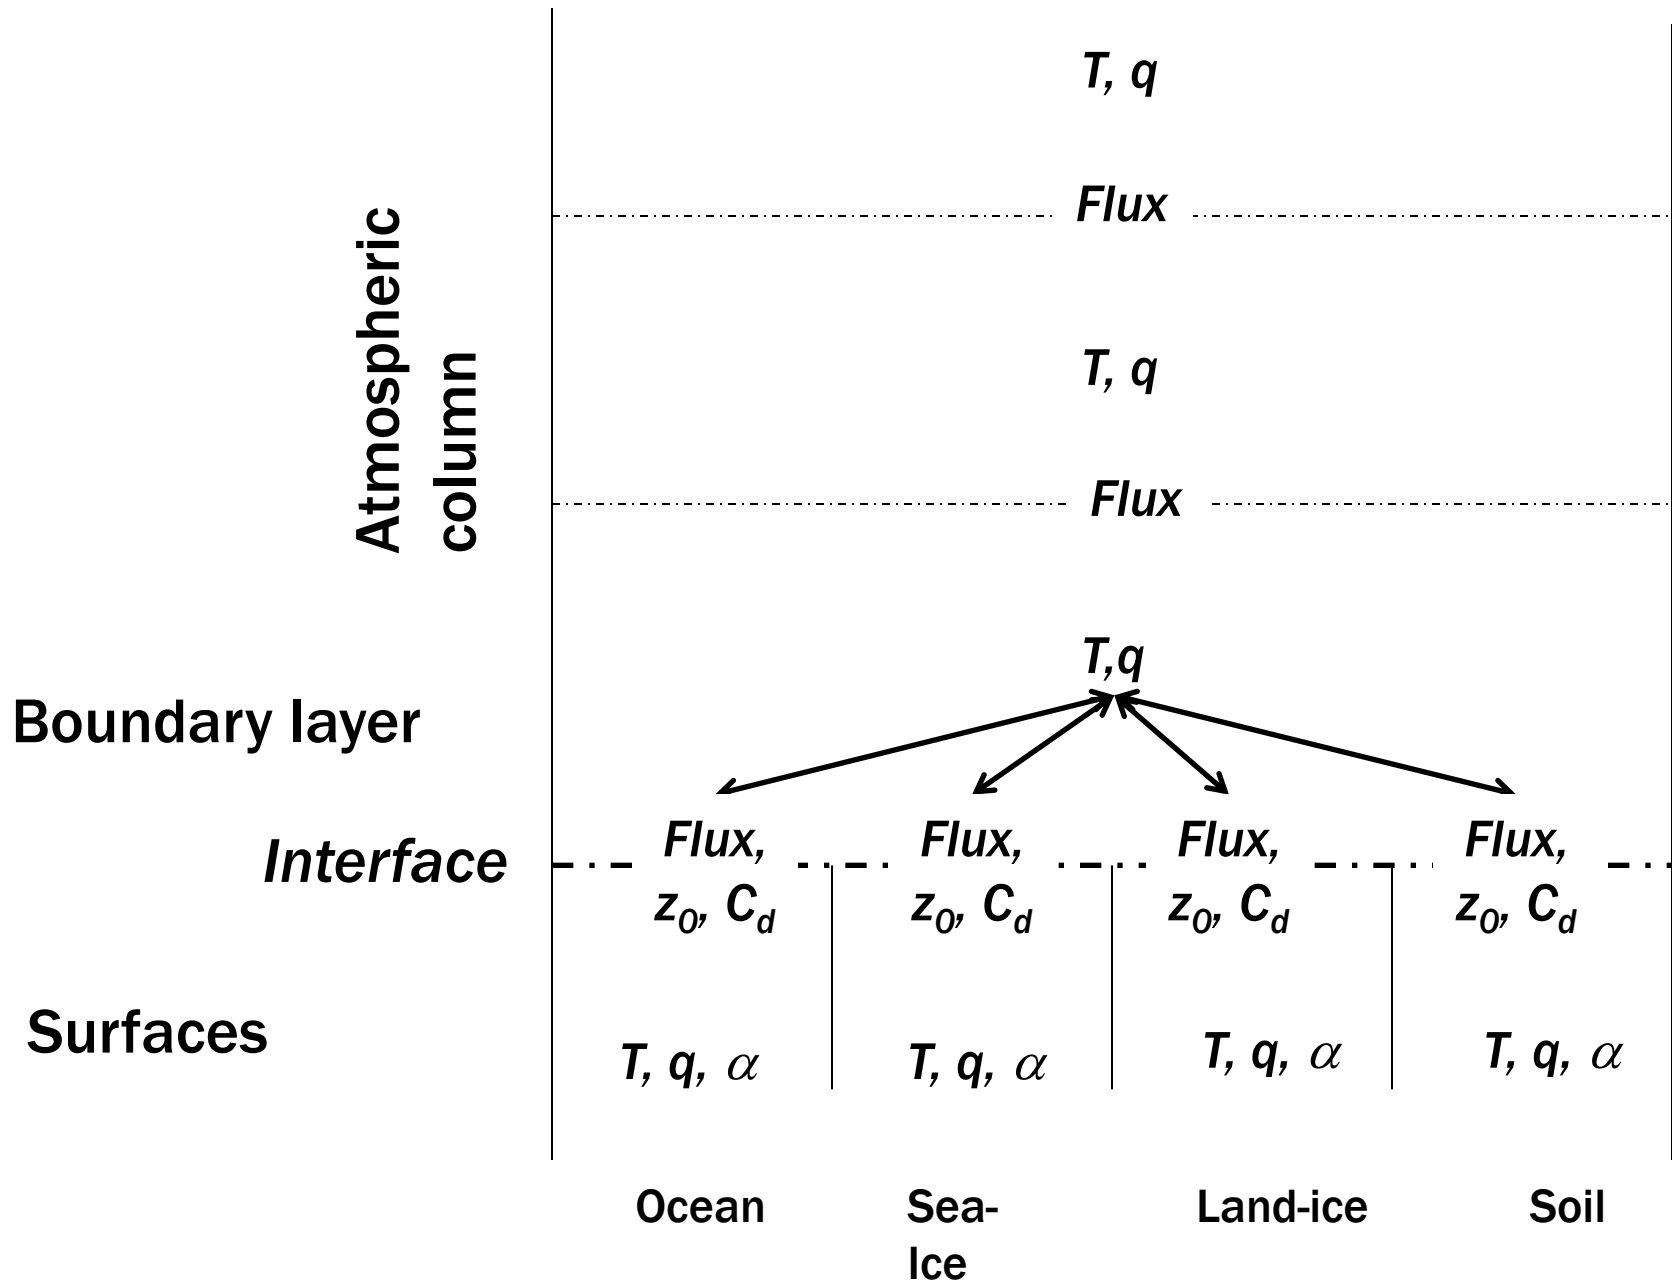 T, q
Flux
Atmospheric
column
T, q
Flux
T,q
Boundary layer
Interface
Flux,
z0, Cd
Flux,
z0, Cd
Flux,
z0, Cd
Flux,
z0, Cd
Surfaces
T, q, α
T, q, α
T, q, α
T, q, α
Ocean
Sea-
Ice
Land-ice
Soil